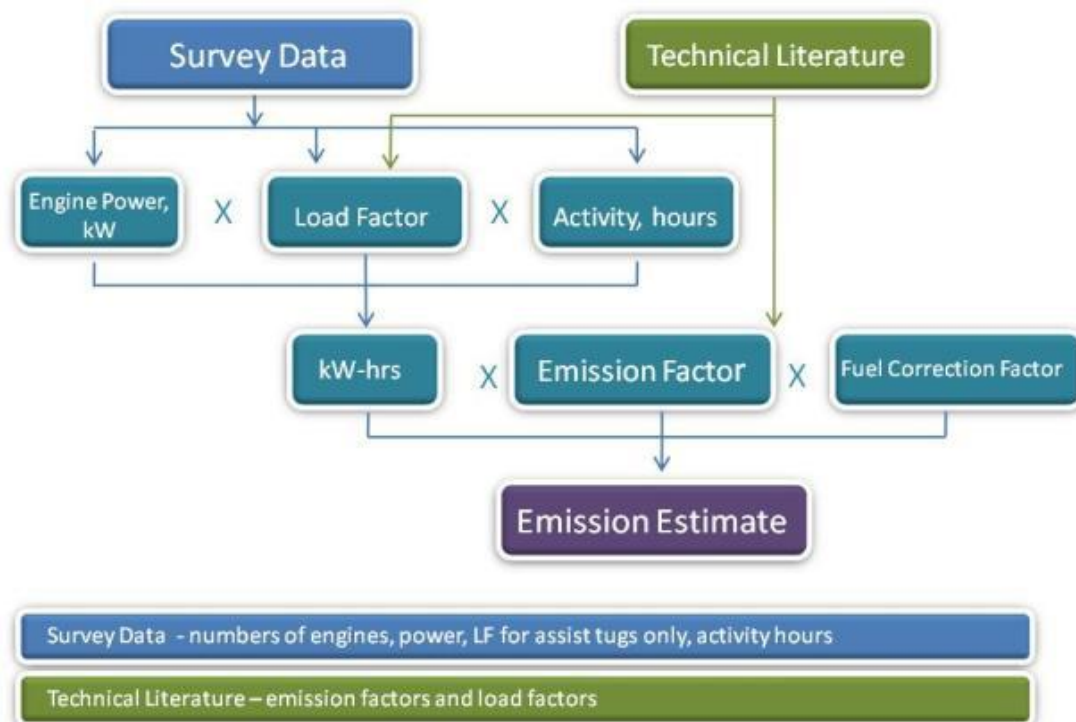 Survey Data
Technical Literature
Engine Power,
kW
X
Load Factor
X
Activity, hours
kW-hrs
X
Emission Factor
X
Fuel Correction Factor
Emission Estimate
Survey Data - numbers of engines, power, LF for assist tugs only, activity hours
Technical Literature – emission factors and load factors